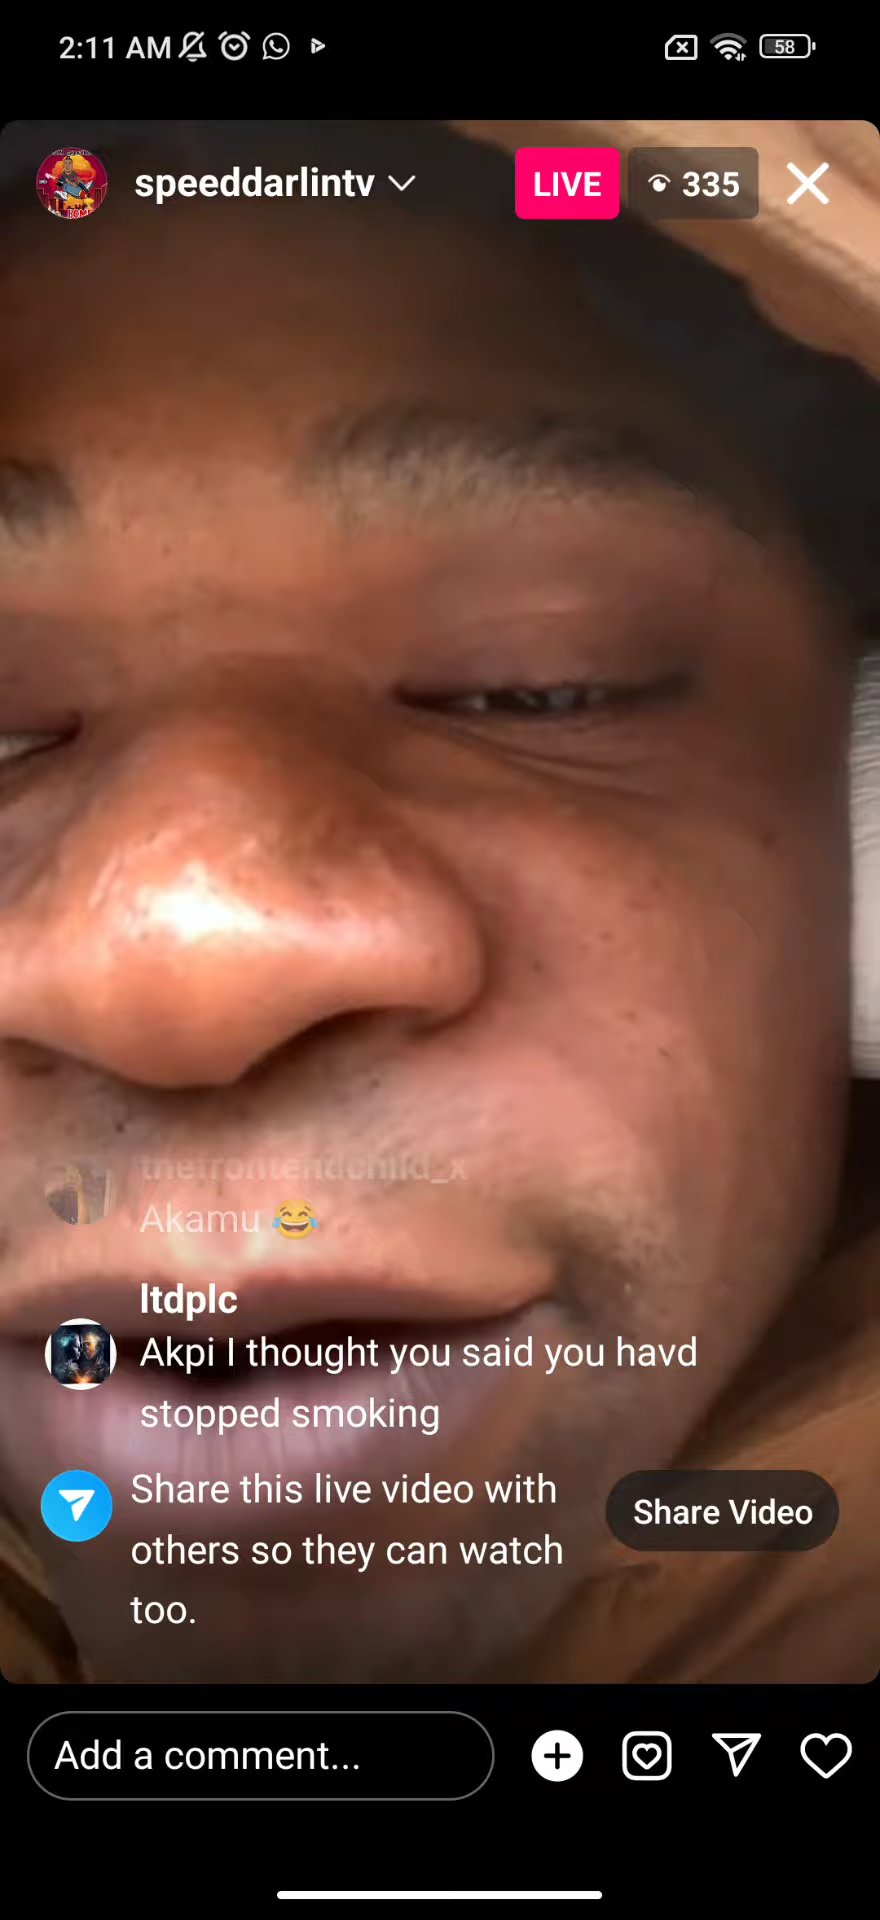 2:11 AM
58
speeddarlintv
LIVE
335
thefrontendchild_x
Akamu 😂
ltdplc
Akpi I thought you said you havd
stopped smoking
Share this live video with
others so they can watch
too.
Share Video
Add a comment...